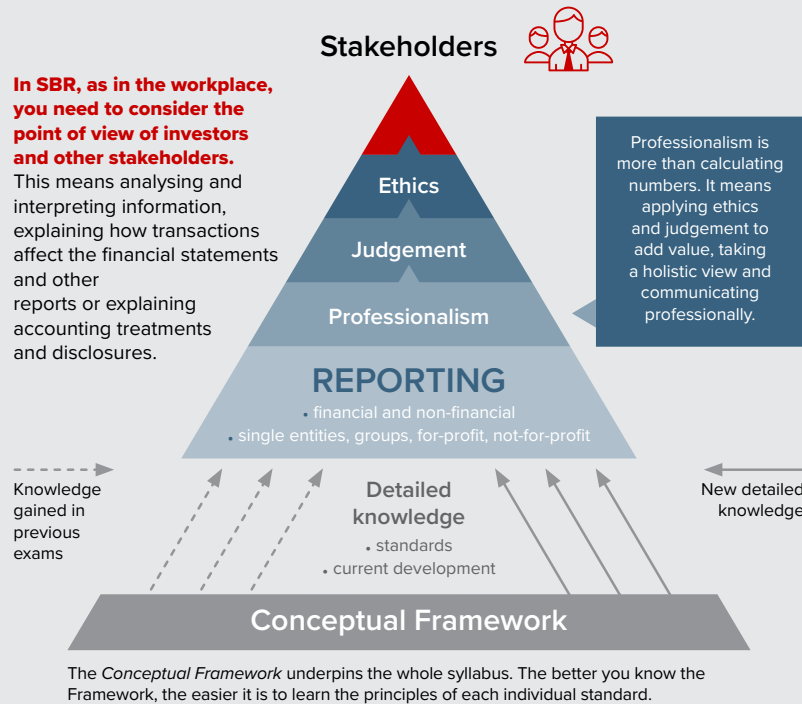 Stakeholders
In SBR, as in the workplace,
you need to consider the
point of view of investors
and other stakeholders.
This means analysing and
interpreting information,
explaining how transactions
affect the financial statements
and other
reports or explaining
accounting treatments
and disclosures.
Ethics
Judgement
Professionalism
Professionalism is
more than calculating
numbers. It means
applying ethics
and judgement to
add value, taking
a holistic view and
communicating
professionally.
REPORTING
• financial and non-financial
• single entities, groups, for-profit, not-for-profit
Knowledge
gained in
previous
exams
Detailed
knowledge
• standards
• current development
New detailed
knowledge
Conceptual Framework
The Conceptual Framework underpins the whole syllabus. The better you know the
Framework, the easier it is to learn the principles of each individual standard.